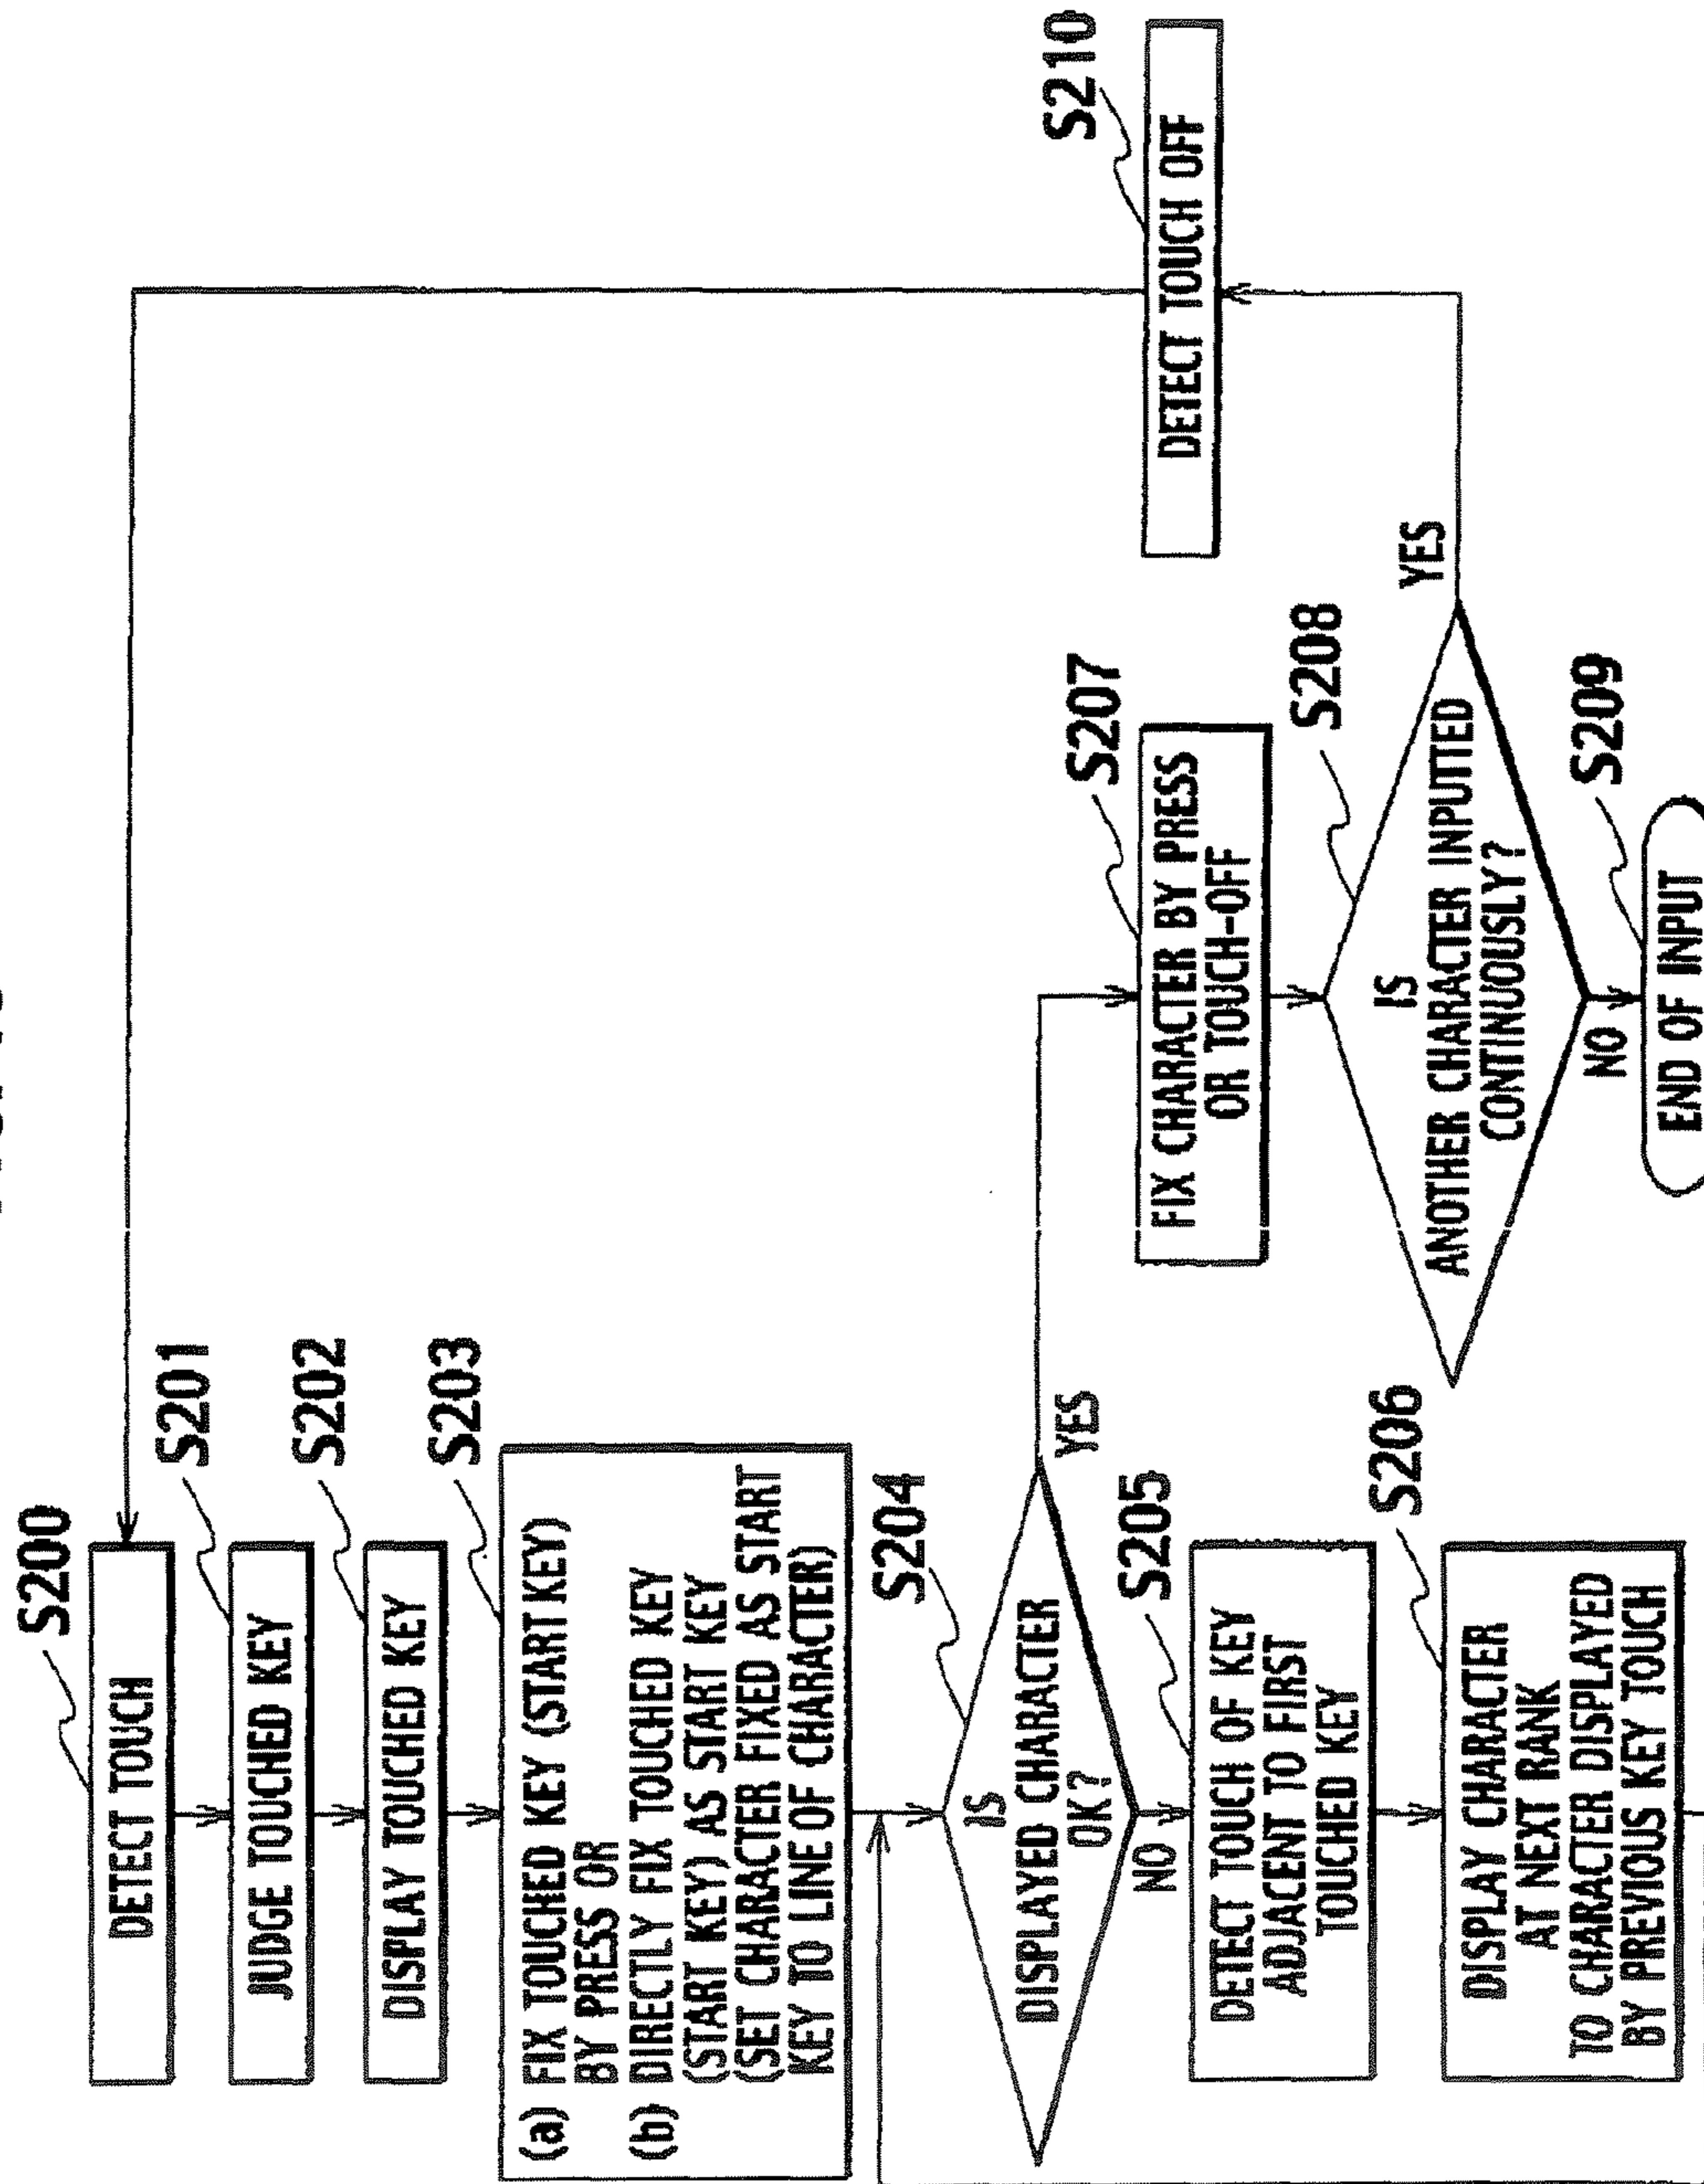 S200
DETECT TOUCH
S201
JUDGE TOUCHED KEY
S202
DISPLAY TOUCHED KEY
S203
(a) FIX TOUCHED KEY (START KEY)
BY PRESS OR
(b) DIRECTLY FIX TOUCHED KEY
(START KEY) AS START KEY
(SET CHARACTER FIXED AS START
KEY TO LINE OF CHARACTER)
S204
IS
DISPLAYED CHARACTER
OK?
YES
NO
S205
DETECT TOUCH OF KEY
ADJACENT TO FIRST
TOUCHED KEY
S206
DISPLAY CHARACTER
AT NEXT RANK
TO CHARACTER DISPLAYED
BY PREVIOUS KEY TOUCH
S207
FIX CHARACTER BY PRESS
OR TOUCH-OFF
S208
IS
ANOTHER CHARACTER INPUTTED
CONTINUOUSLY?
YES
NO
S209
END OF INPUT
S210
DETECT TOUCH OFF